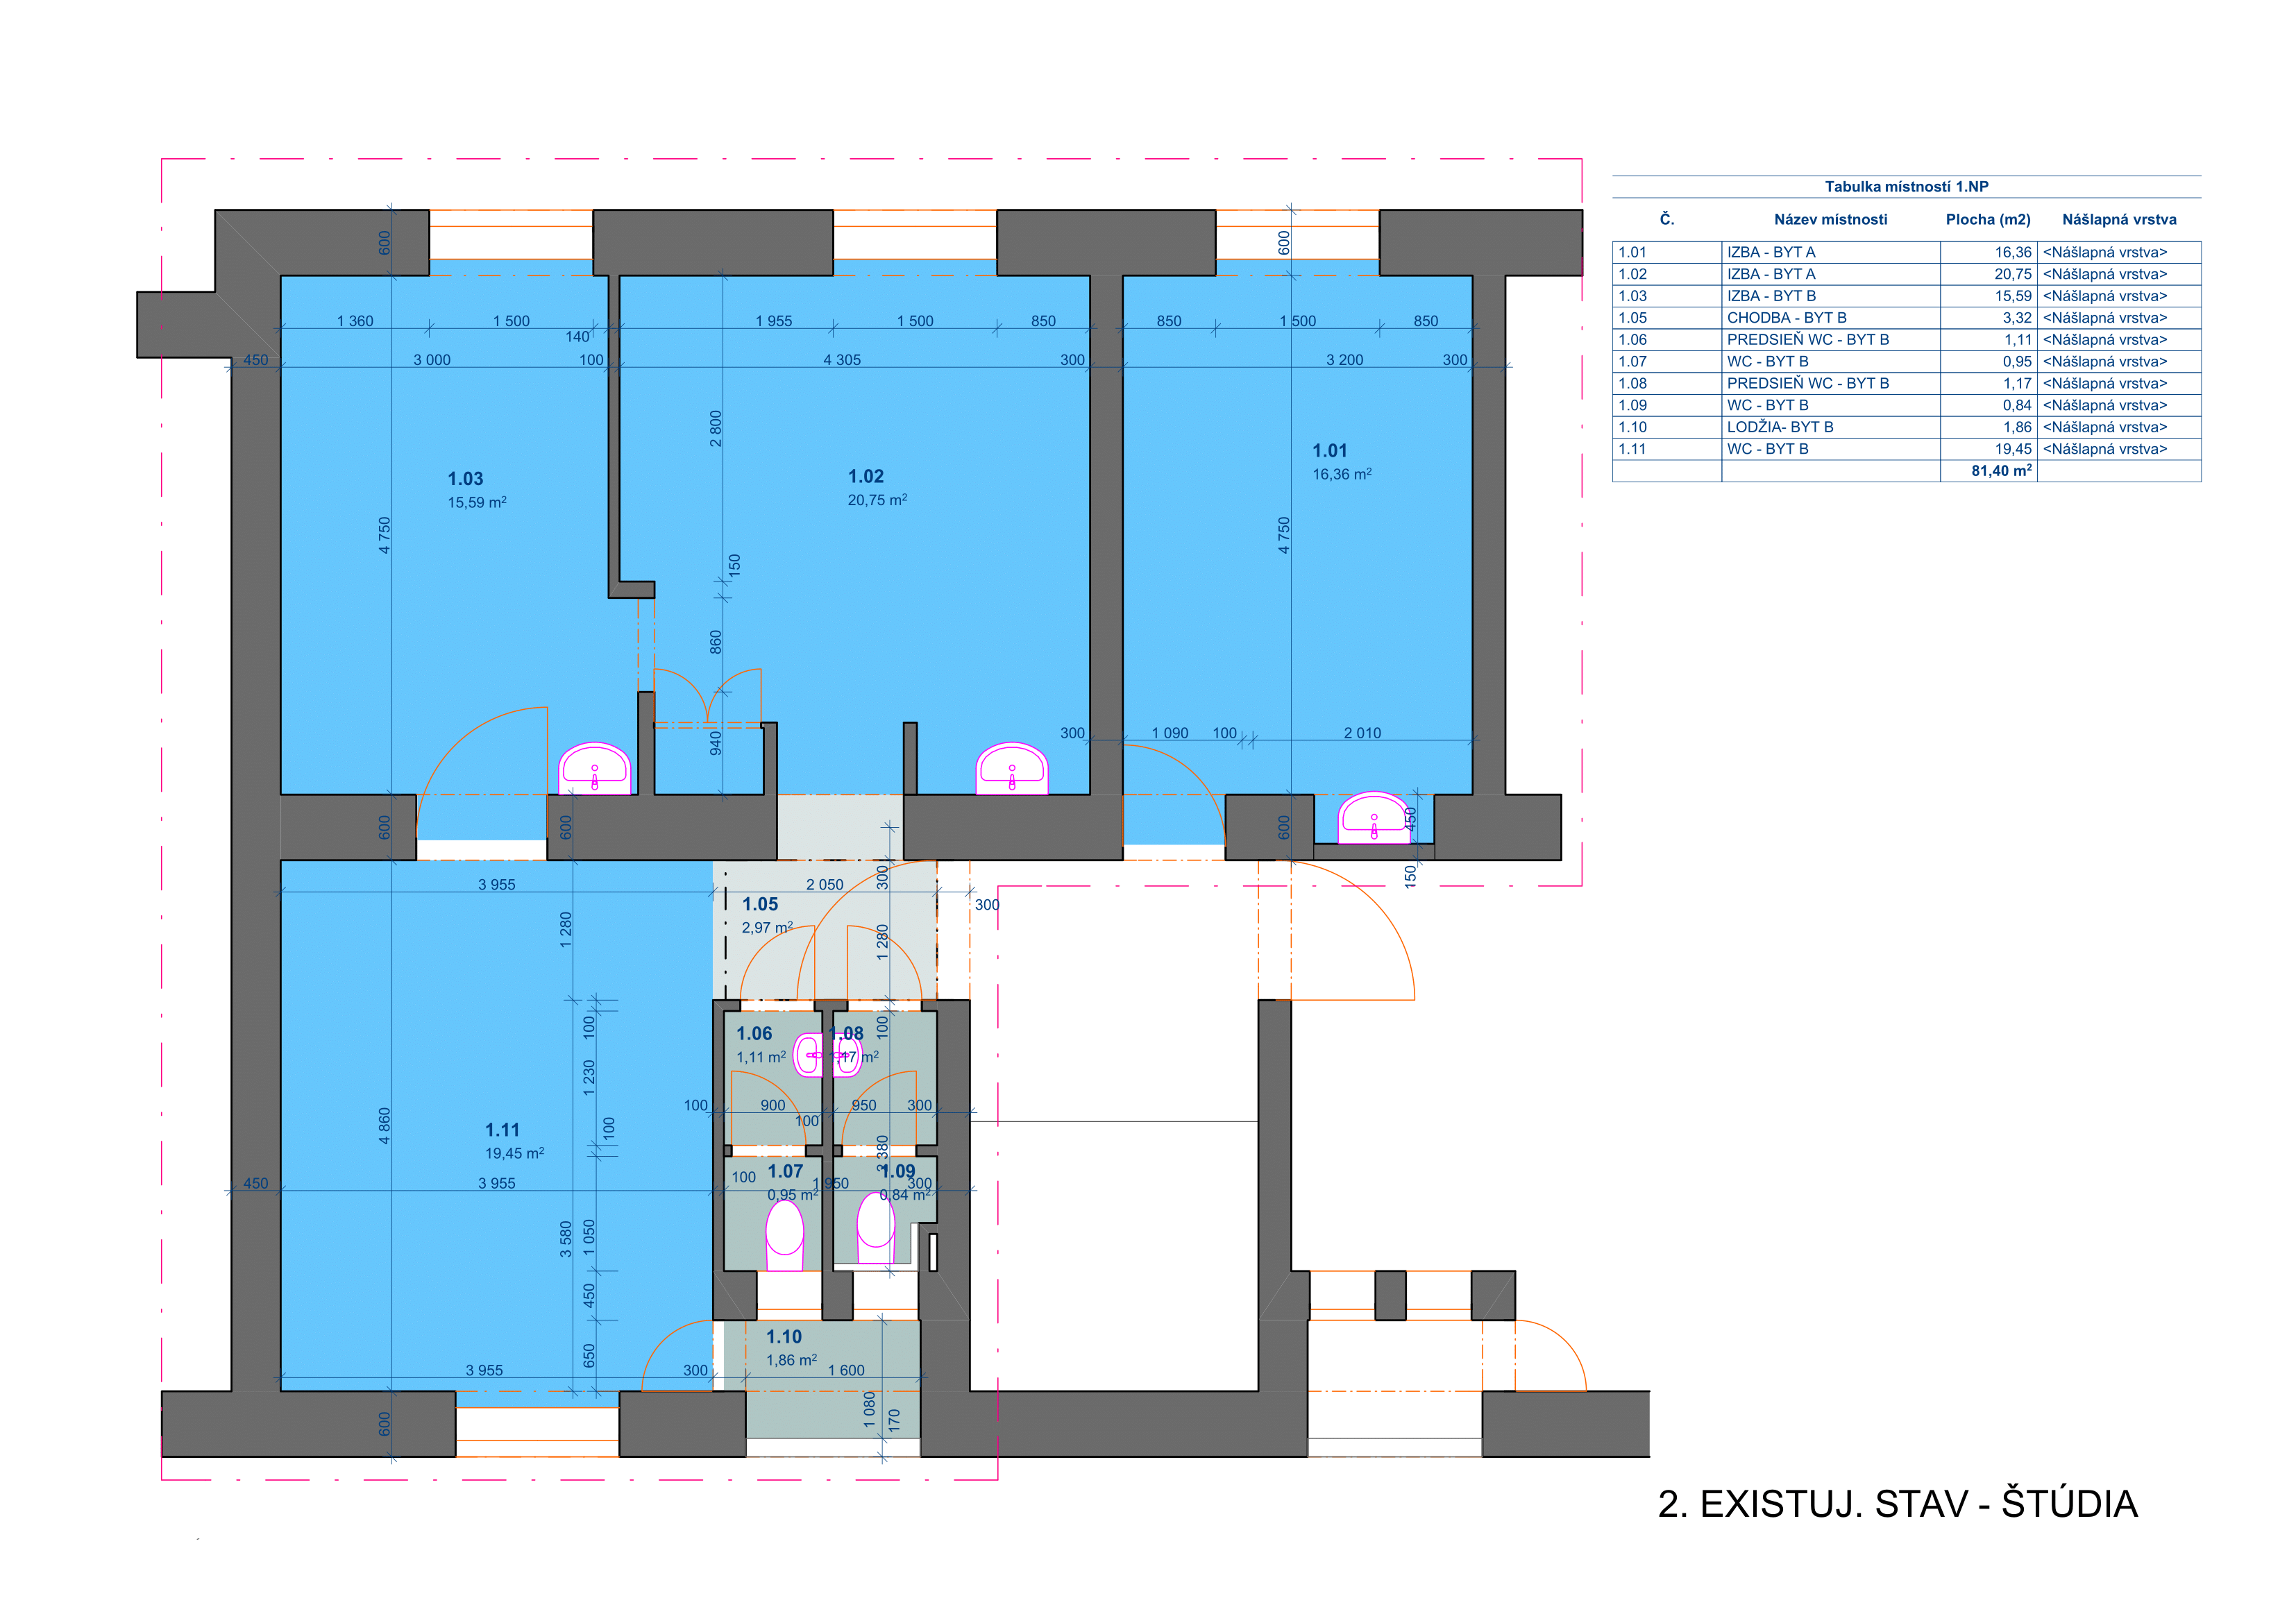 Tabulka místností 1.NP
Č. Název místnosti Plocha (m2) Nášlapná vrstva
1.01 IZBA - BYT A 16,36 <Nášlapná vrstva>
1.02 IZBA - BYT A 20,75 <Nášlapná vrstva>
1.03 IZBA - BYT B 15,59 <Nášlapná vrstva>
1.05 CHODBA - BYT B 3,32 <Nášlapná vrstva>
1.06 PREDSIEŇ WC - BYT B 1,11 <Nášlapná vrstva>
1.07 WC - BYT B 0,95 <Nášlapná vrstva>
1.08 PREDSIEŇ WC - BYT B 1,17 <Nášlapná vrstva>
1.09 WC - BYT B 0,84 <Nášlapná vrstva>
1.10 LODŽIA- BYT B 1,86 <Nášlapná vrstva>
1.11 WC - BYT B 19,45 <Nášlapná vrstva>
81,40 m²
600 600
1 360 1 500 140 1 955 1 500 850 850 1 500 850
450 3 000 100 4 305 300 3 200 300
2 800
1.03
15,59 m²
1.02
20,75 m²
1.01
16,36 m²
4 750 150 4 750
860
940 300 1 090 100 2 010
600 600 600 450
3 955 2 050 300 150
300
1.05
2,97 m²
1 280 1 280
100 100
1.06
1,11 m²
1.08
1,17 m²
1 230
100 900 100 950 300
4 860 100
1.11
19,45 m²
3 380
1.07
0,95 m²
1.09
0,84 m²
450 3 955 100 1 950 300
3 580 1 050
450
1.10
1,86 m²
650
3 955 300 1 600
600 1 080 170
2. EXISTUJ. STAV - ŠTÚDIA